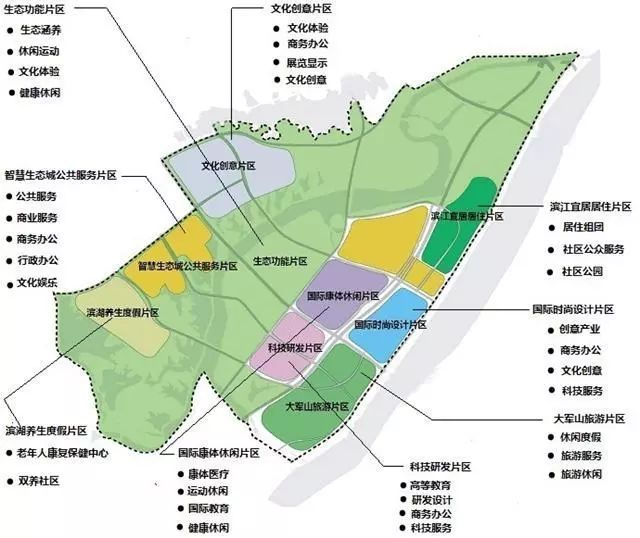 生态功能片区
生态涵养
休闲运动
文化体验
健康休闲
文化创意片区
文化体验
商务办公
展览显示
文化创意
智慧生态城公共服务片区
公共服务
商业服务
商务办公
行政办公
文化娱乐
文化创意片区
滨江宜居居住片区
智慧生态城公共服务片区
生态功能片区
滨湖养生度假片区
国际康体休闲片区
国际时尚设计片区
科技研发片区
大军山旅游片区
滨江宜居居住片区
居住组团
社区公众服务
社区公园
国际时尚设计片区
创意产业
商务办公
文化创意
科技服务
大军山旅游片区
休闲度假
旅游服务
旅游休闲
滨湖养生度假片区
老年人康复保健中心
双养社区
国际康体休闲片区
康体医疗
运动休闲
国际教育
健康休闲
科技研发片区
高等教育
研发设计
商务办公
科技服务